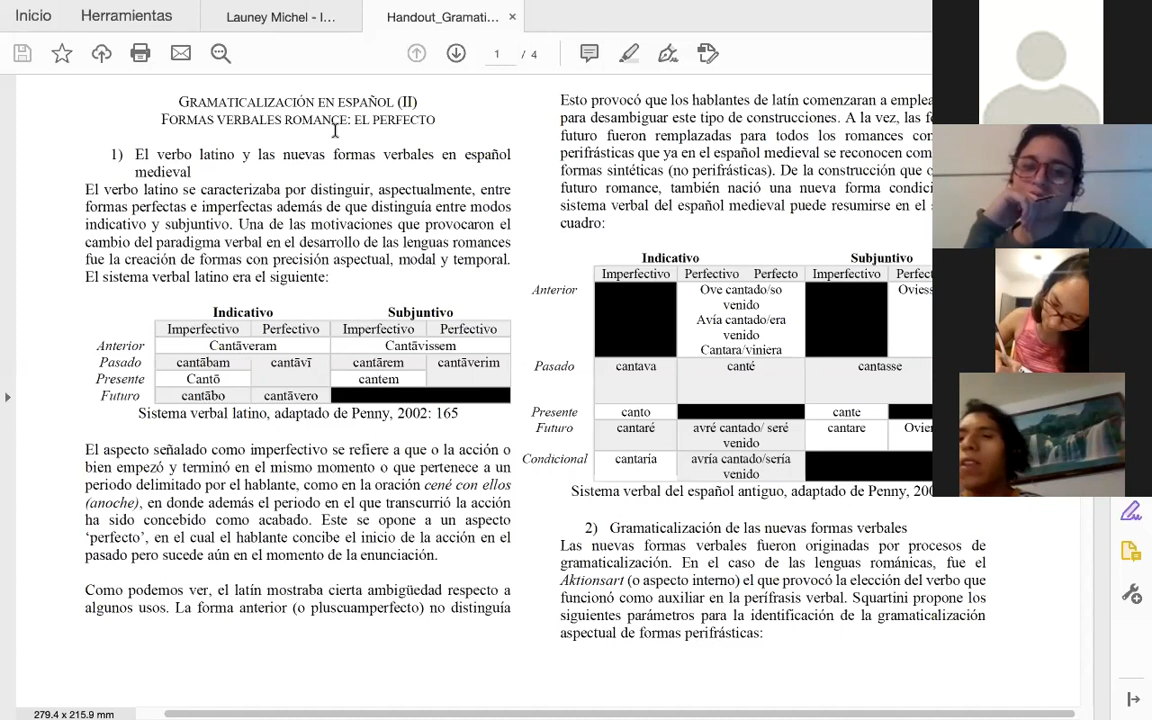 Inicio
Herramientas
Launey Michel - I...
Handout_Gramati...
1 / 4
GRAMATICALIZACIÓN EN ESPAÑOL (II)
FORMAS VERBALES ROMANCE: EL PERFECTO
1) El verbo latino y las nuevas formas verbales en español
medieval
El verbo latino se caracterizaba por distinguir, aspectualmente, entre
formas perfectas e imperfectas además de que distinguía entre modos
indicativo y subjuntivo. Una de las motivaciones que provocaron el
cambio del paradigma verbal en el desarrollo de las lenguas romances
fue la creación de formas con precisión aspectual, modal y temporal.
El sistema verbal latino era el siguiente:
Indicativo Subjuntivo
Imperfectivo Perfectivo Imperfectivo Perfectivo
Anterior Cantāveram Cantāvissem
Pasado cantābam cantāvī cantārem cantāverim
Presente Cantō cantem
Futuro cantābo cantāvero
Sistema verbal latino, adaptado de Penny, 2002: 165
El aspecto señalado como imperfectivo se refiere a que o la acción o
bien empezó y terminó en el mismo momento o que pertenece a un
periodo delimitado por el hablante, como en la oración cené con ellos
(anoche), en donde además el periodo en el que transcurrió la acción
ha sido concebido como acabado. Este se opone a un aspecto
‘perfecto’, en el cual el hablante concibe el inicio de la acción en el
pasado pero sucede aún en el momento de la enunciación.
Como podemos ver, el latín mostraba cierta ambigüedad respecto a
algunos usos. La forma anterior (o pluscuamperfecto) no distinguía
Esto provocó que los hablantes de latín comenzaran a emplea
para desambiguar este tipo de construcciones. A la vez, las
futuro fueron remplazadas para todos los romances con
perifrásticas que ya en el español medieval se reconocen com
formas sintéticas (no perifrásticas). De la construcción que
futuro romance, también nació una nueva forma condici
sistema verbal del español medieval puede resumirse en el
cuadro:
Indicativo Subjuntivo
Imperfectivo Perfectivo Perfecto Imperfectivo Perfect
Anterior Ove cantado/so Oviess
venido
Avía cantado/era
venido
Cantara/viniera
Pasado cantava canté cantasse
Presente canto cante
Futuro cantaré avré cantado/ seré cantare Ovier
venido
Condicional cantaría avría cantado/sería
venido
Sistema verbal del español antiguo, adaptado de Penny, 200
2) Gramaticalización de las nuevas formas verbales
Las nuevas formas verbales fueron originadas por procesos de
gramaticalización. En el caso de las lenguas románicas, fue el
Aktionsart (o aspecto interno) el que provocó la elección del verbo que
funcionó como auxiliar en la perífrasis verbal. Squartini propone los
siguientes parámetros para la identificación de la gramaticalización
aspectual de formas perifrásticas:
279.4 x 215.9 mm